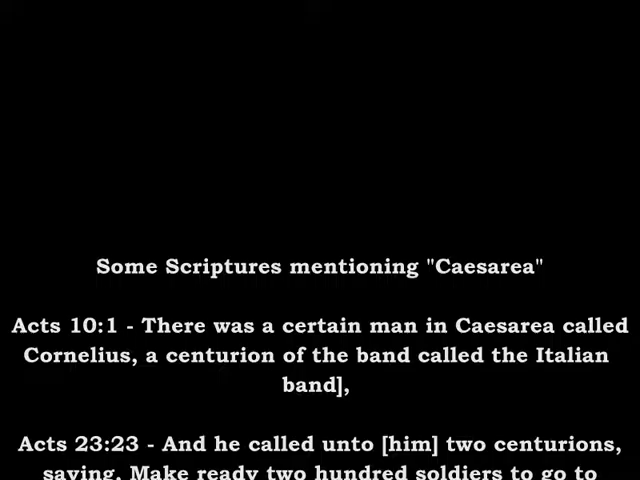 Some Scriptures mentioning "Caesarea"
Acts 10:1 - There was a certain man in Caesarea called
Cornelius, a centurion of the band called the Italian
band],
Acts 23:23 - And he called unto [him] two centurions,
saying, Make ready two hundred soldiers to go to